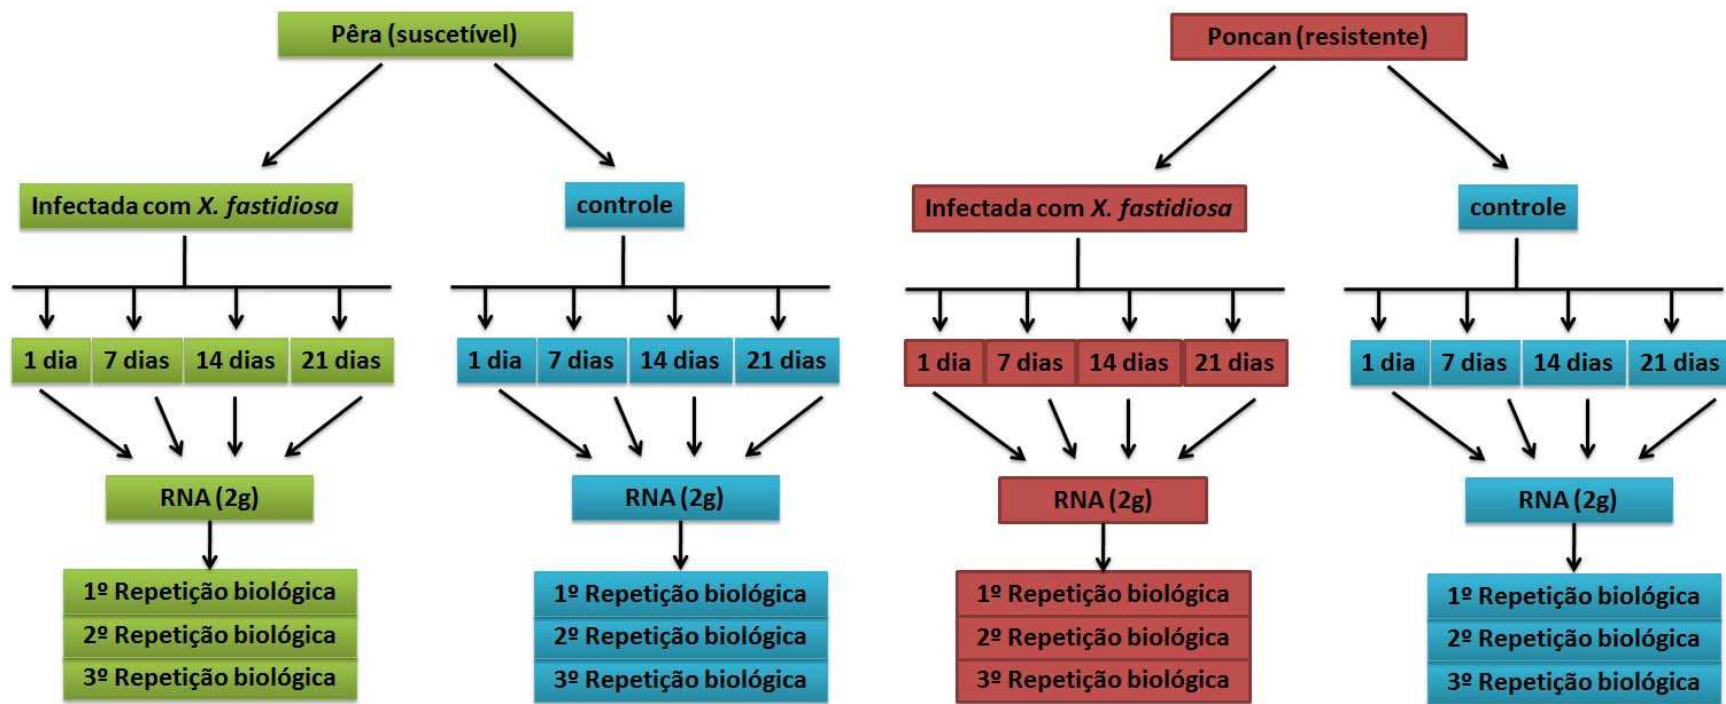 Pêra (suscetível)
Poncan (resistente)
Infectada com X. fastidiosa
controle
Infectada com X. fastidiosa
controle
1 dia 7 dias 14 dias 21 dias
1 dia 7 dias 14 dias 21 dias
1 dia 7 dias 14 dias 21 dias
1 dia 7 dias 14 dias 21 dias
RNA (2g)
RNA (2g)
RNA (2g)
RNA (2g)
1º Repetição biológica
2º Repetição biológica
3º Repetição biológica
1º Repetição biológica
2º Repetição biológica
3º Repetição biológica
1º Repetição biológica
2º Repetição biológica
3º Repetição biológica
1º Repetição biológica
2º Repetição biológica
3º Repetição biológica